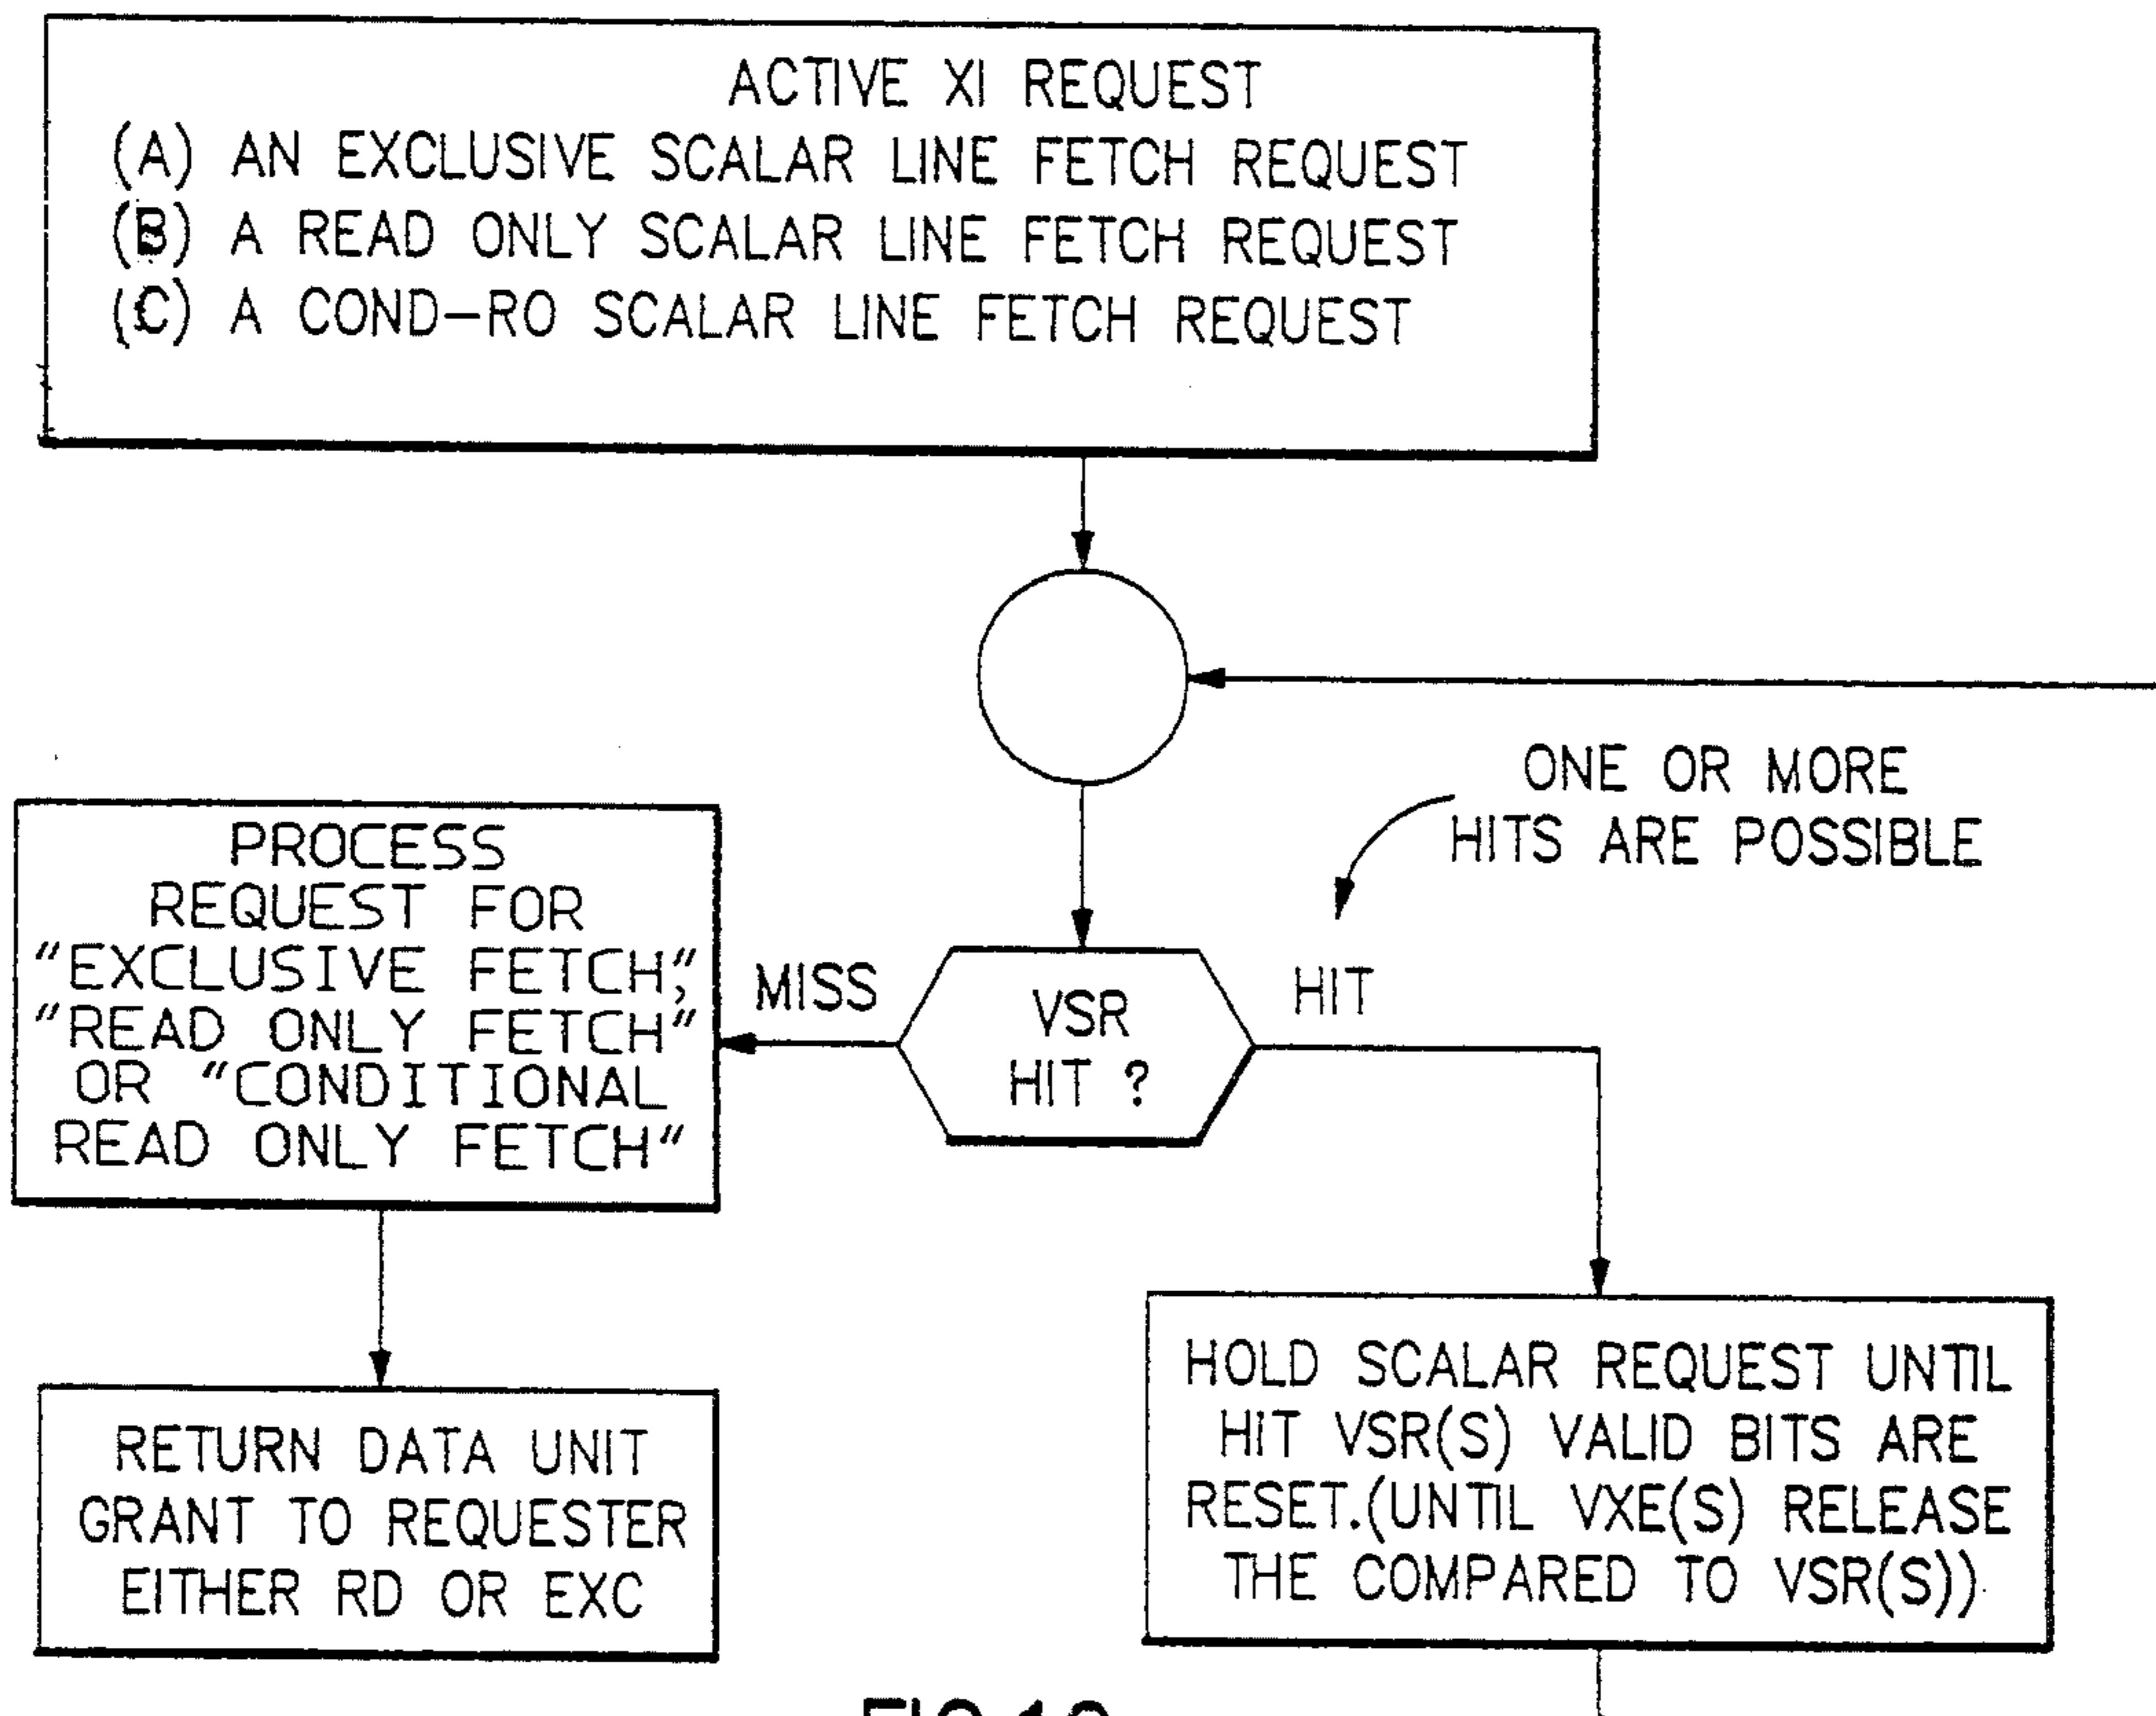 ACTIVE XI REQUEST
(A) AN EXCLUSIVE SCALAR LINE FETCH REQUEST
(B) A READ ONLY SCALAR LINE FETCH REQUEST
(C) A COND-RO SCALAR LINE FETCH REQUEST
ONE OR MORE
HITS ARE POSSIBLE
PROCESS
REQUEST FOR
"EXCLUSIVE FETCH,"
"READ ONLY FETCH"
OR "CONDITIONAL
READ ONLY FETCH"
MISS
VSR
HIT ?
HIT
RETURN DATA UNIT
GRANT TO REQUESTER
EITHER RD OR EXC
HOLD SCALAR REQUEST UNTIL
HIT VSR(S) VALID BITS ARE
RESET.(UNTIL VXE(S) RELEASE
THE COMPARED TO VSR(S))